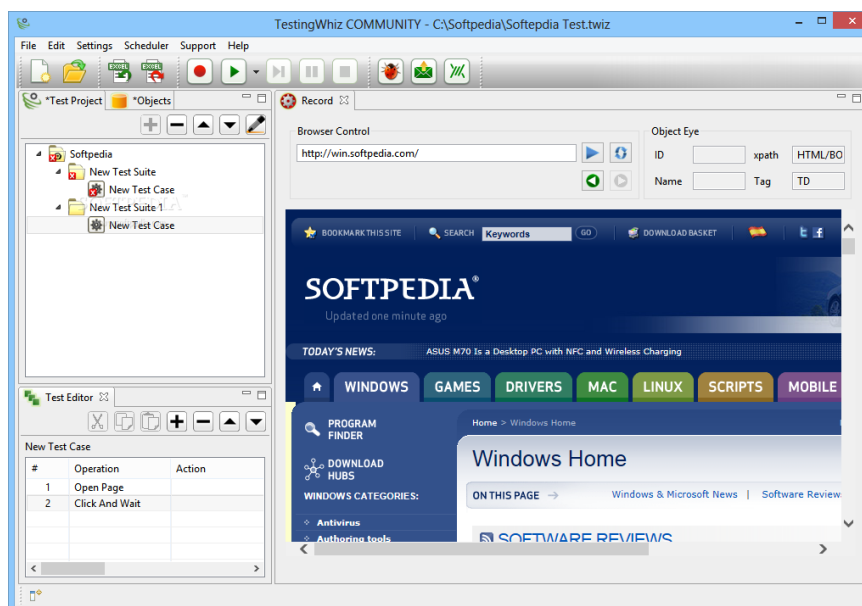 TestingWhiz COMMUNITY - C:\Softpedia\Softepdia Test.twiz
File Edit Settings Scheduler Support Help
EXCEL EXCEL
*Test Project *Objects
Record
Browser Control
Object Eye
http://win.softpedia.com/
ID xpath HTML/BO
Name Tag TD
Softpedia
New Test Suite
New Test Case
New Test Suite 1
New Test Case
BOOKMARK THIS SITE SEARCH Keywords GO DOWNLOAD BASKET
SOFTPEDIA®
Updated one minute ago
TODAY'S NEWS: ASUS M70 Is a Desktop PC with NFC and Wireless Charging
WINDOWS GAMES DRIVERS MAC LINUX SCRIPTS MOBILE
PROGRAM
FINDER
DOWNLOAD
HUBS
WINDOWS CATEGORIES:
Antivirus
Authoring tools
Home > Windows Home
Windows Home
ON THIS PAGE Windows & Microsoft News | Software Review
SOFTWARE REVIEWS
Test Editor
New Test Case
# Operation Action
1 Open Page
2 Click And Wait